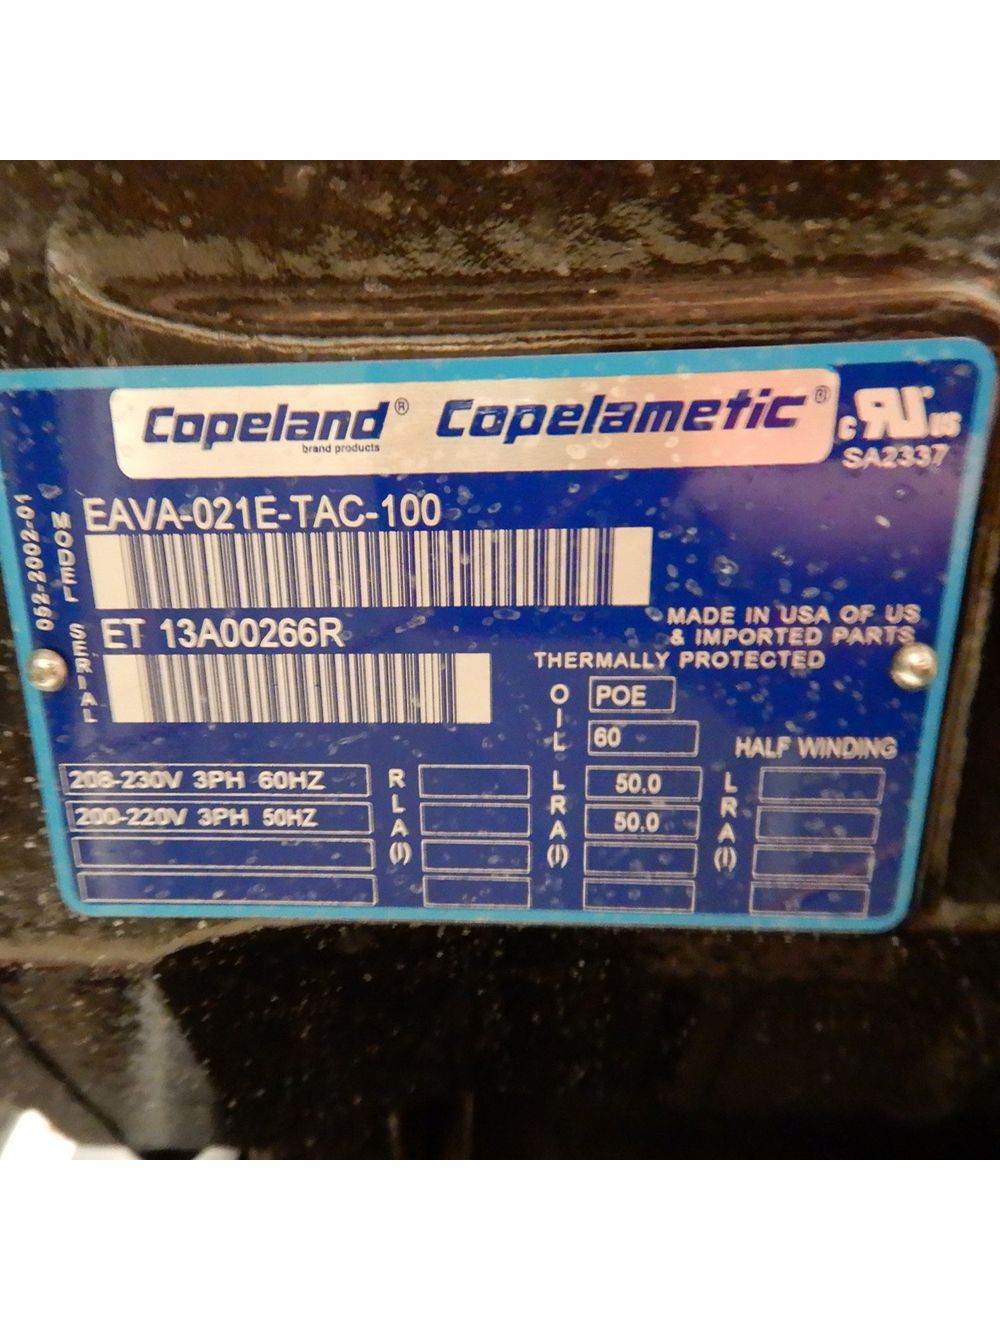 Copeland® Copelametic®
brand products
c RU US
SA2337
052-2002-01
MODEL
EAVA-021E-TAC-100
SERIAL
ET 13A00266R
MADE IN USA OF US
& IMPORTED PARTS
THERMALLY PROTECTED
OIL
POE
60
HALF WINDING
208-230V 3PH 60HZ
200-220V 3PH 50HZ
RLA(I)
LRA(I)
50.0
50.0
LRA(I)